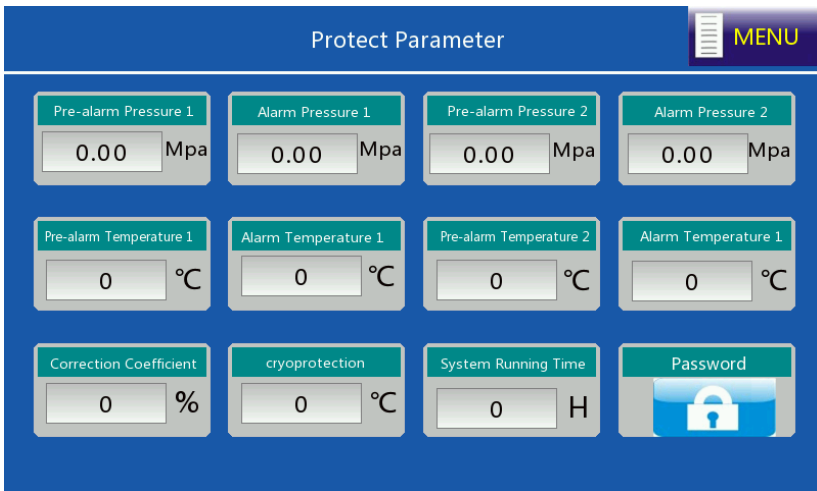 Protect Parameter
MENU
Pre-alarm Pressure 1
Alarm Pressure 1
Pre-alarm Pressure 2
Alarm Pressure 2
0.00 Mpa
0.00 Mpa
0.00 Mpa
0.00 Mpa
Pre-alarm Temperature 1
Alarm Temperature 1
Pre-alarm Temperature 2
Alarm Temperature 1
0 ℃
0 ℃
0 ℃
0 ℃
Correction Coefficient
cryoprotection
System Running Time
Password
0 %
0 ℃
0 H